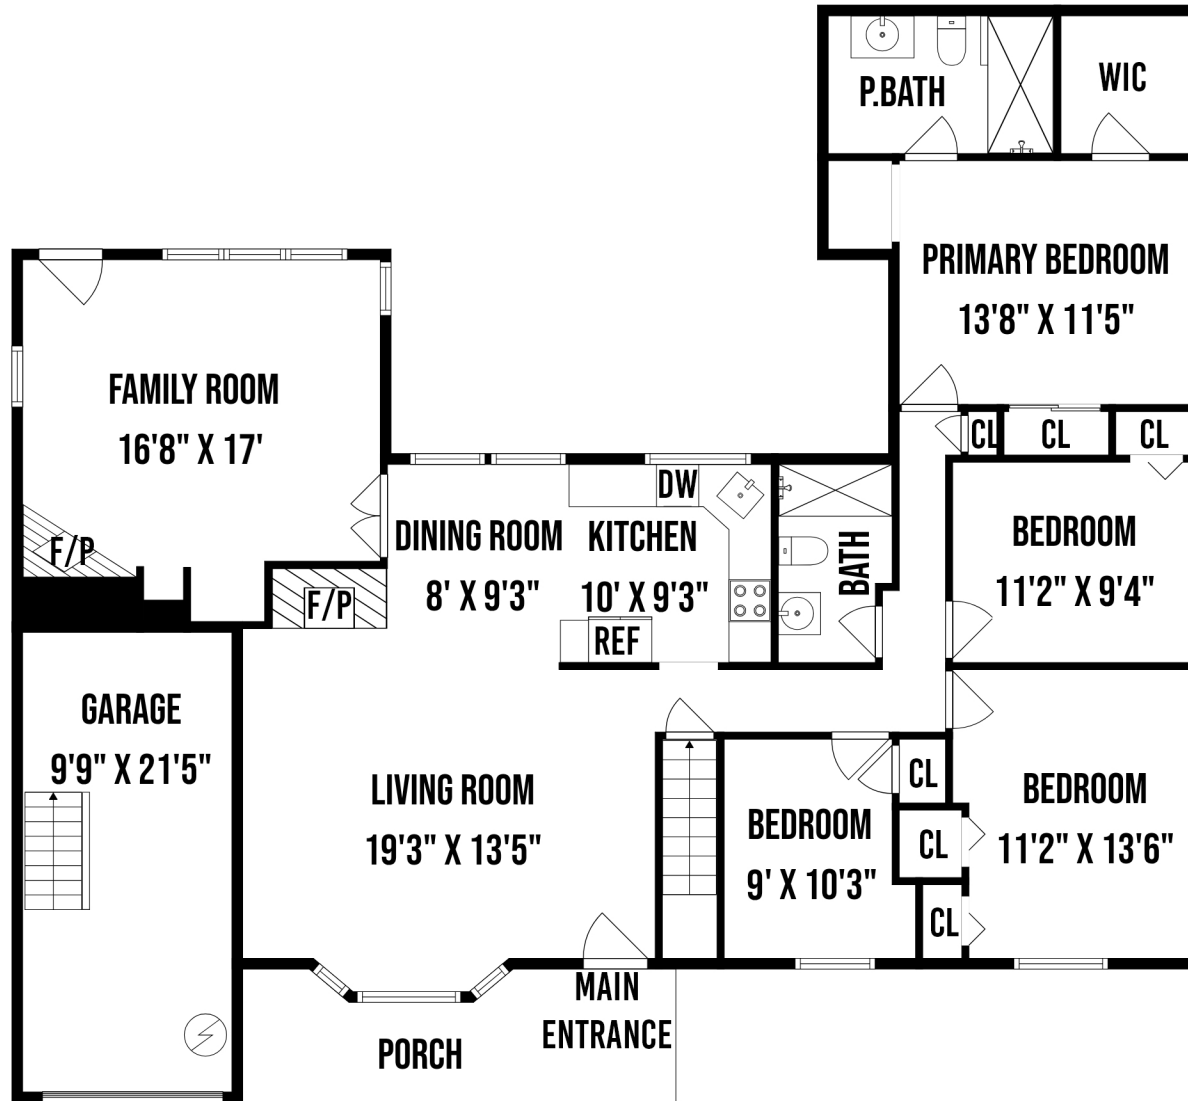 P.BATH
WIC
PRIMARY BEDROOM
13'8" X 11'5"
FAMILY ROOM
16'8" X 17'
F/P
F/P
DINING ROOM
8' X 9'3"
KITCHEN
10' X 9'3"
DW
REF
BATH
CL
CL
CL
BEDROOM
11'2" X 9'4"
GARAGE
9'9" X 21'5"
LIVING ROOM
19'3" X 13'5"
BEDROOM
9' X 10'3"
CL
CL
CL
BEDROOM
11'2" X 13'6"
MAIN
ENTRANCE
PORCH